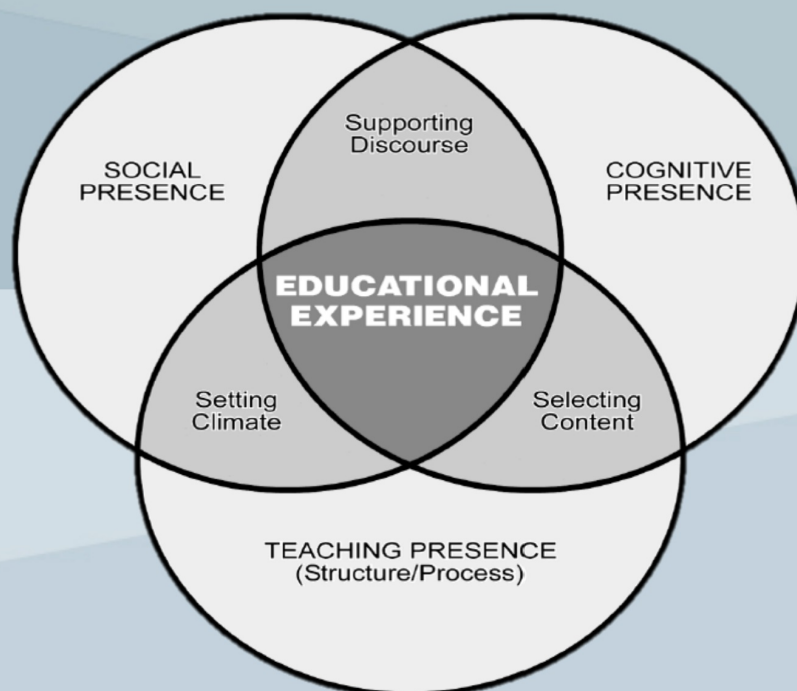 Supporting
Discourse
SOCIAL
PRESENCE
COGNITIVE
PRESENCE
EDUCATIONAL
EXPERIENCE
Setting
Climate
Selecting
Content
TEACHING PRESENCE
(Structure/Process)